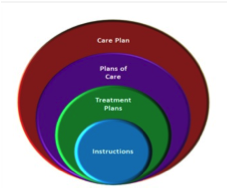 Care Plan
Plans of
Care
Treatment
Plans
Instructions